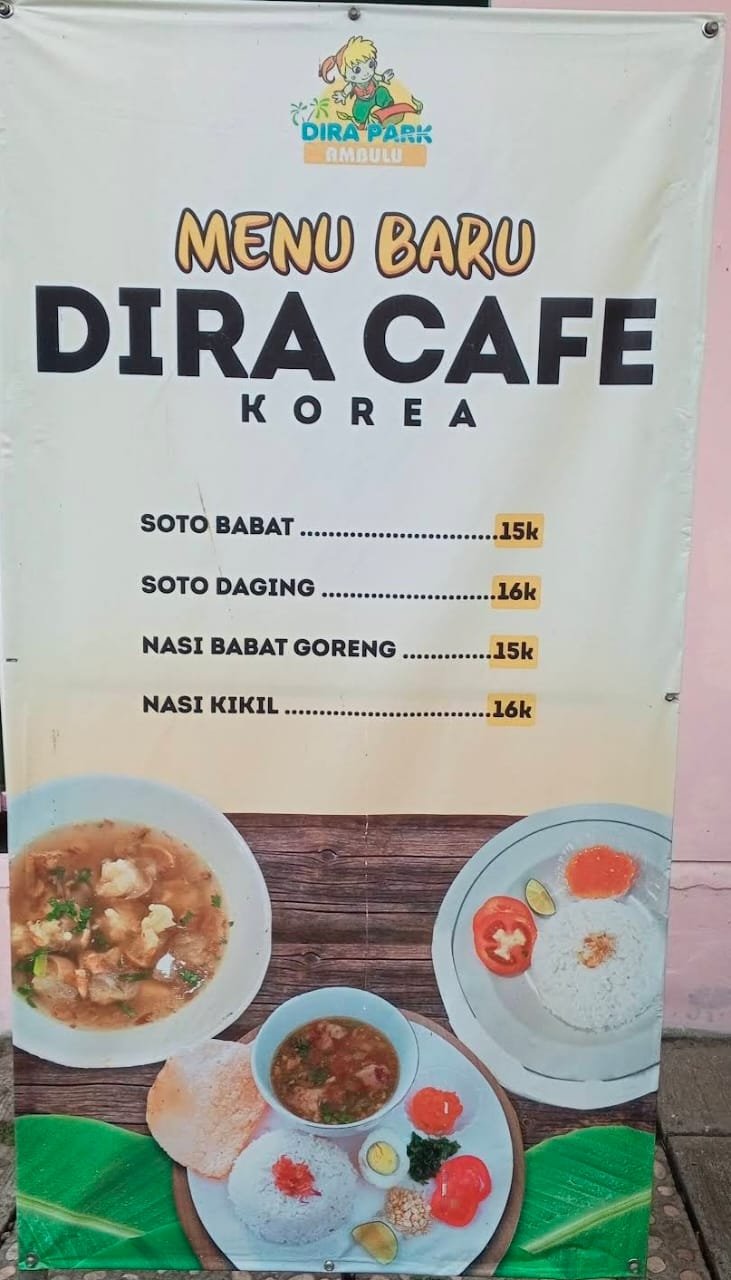 DIRA PARK
AMBULU
MENU BARU
DIRA CAFE
KOREA
SOTO BABAT ........................... 15k
SOTO DAGING ........................ 16k
NASI BABAT GORENG ............ 15k
NASI KIKIL ............................. 16k